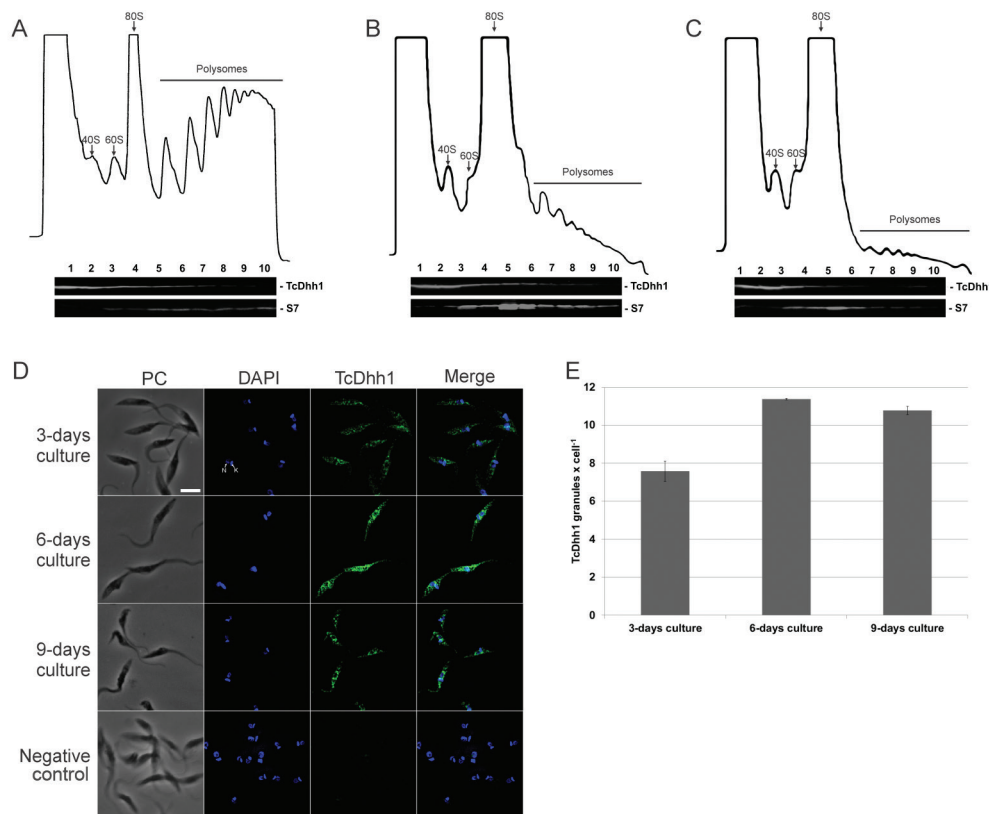 A
80S
Polysomes
40S
60S
1 2 3 4 5 6 7 8 9 10
- TcDhh1
- S7
B
80S
Polysomes
40S
60S
1 2 3 4 5 6 7 8 9 10
- TcDhh1
- S7
C
80S
Polysomes
40S
60S
1 2 3 4 5 6 7 8 9 10
- TcDhh
- S7
D
PC DAPI TcDhh1 Merge
3-days
culture
N K
6-days
culture
9-days
culture
Negative
control
E
TcDhh1 granules x cell-1
12
10
8
6
4
2
0
3-days culture 6-days culture 9-days culture